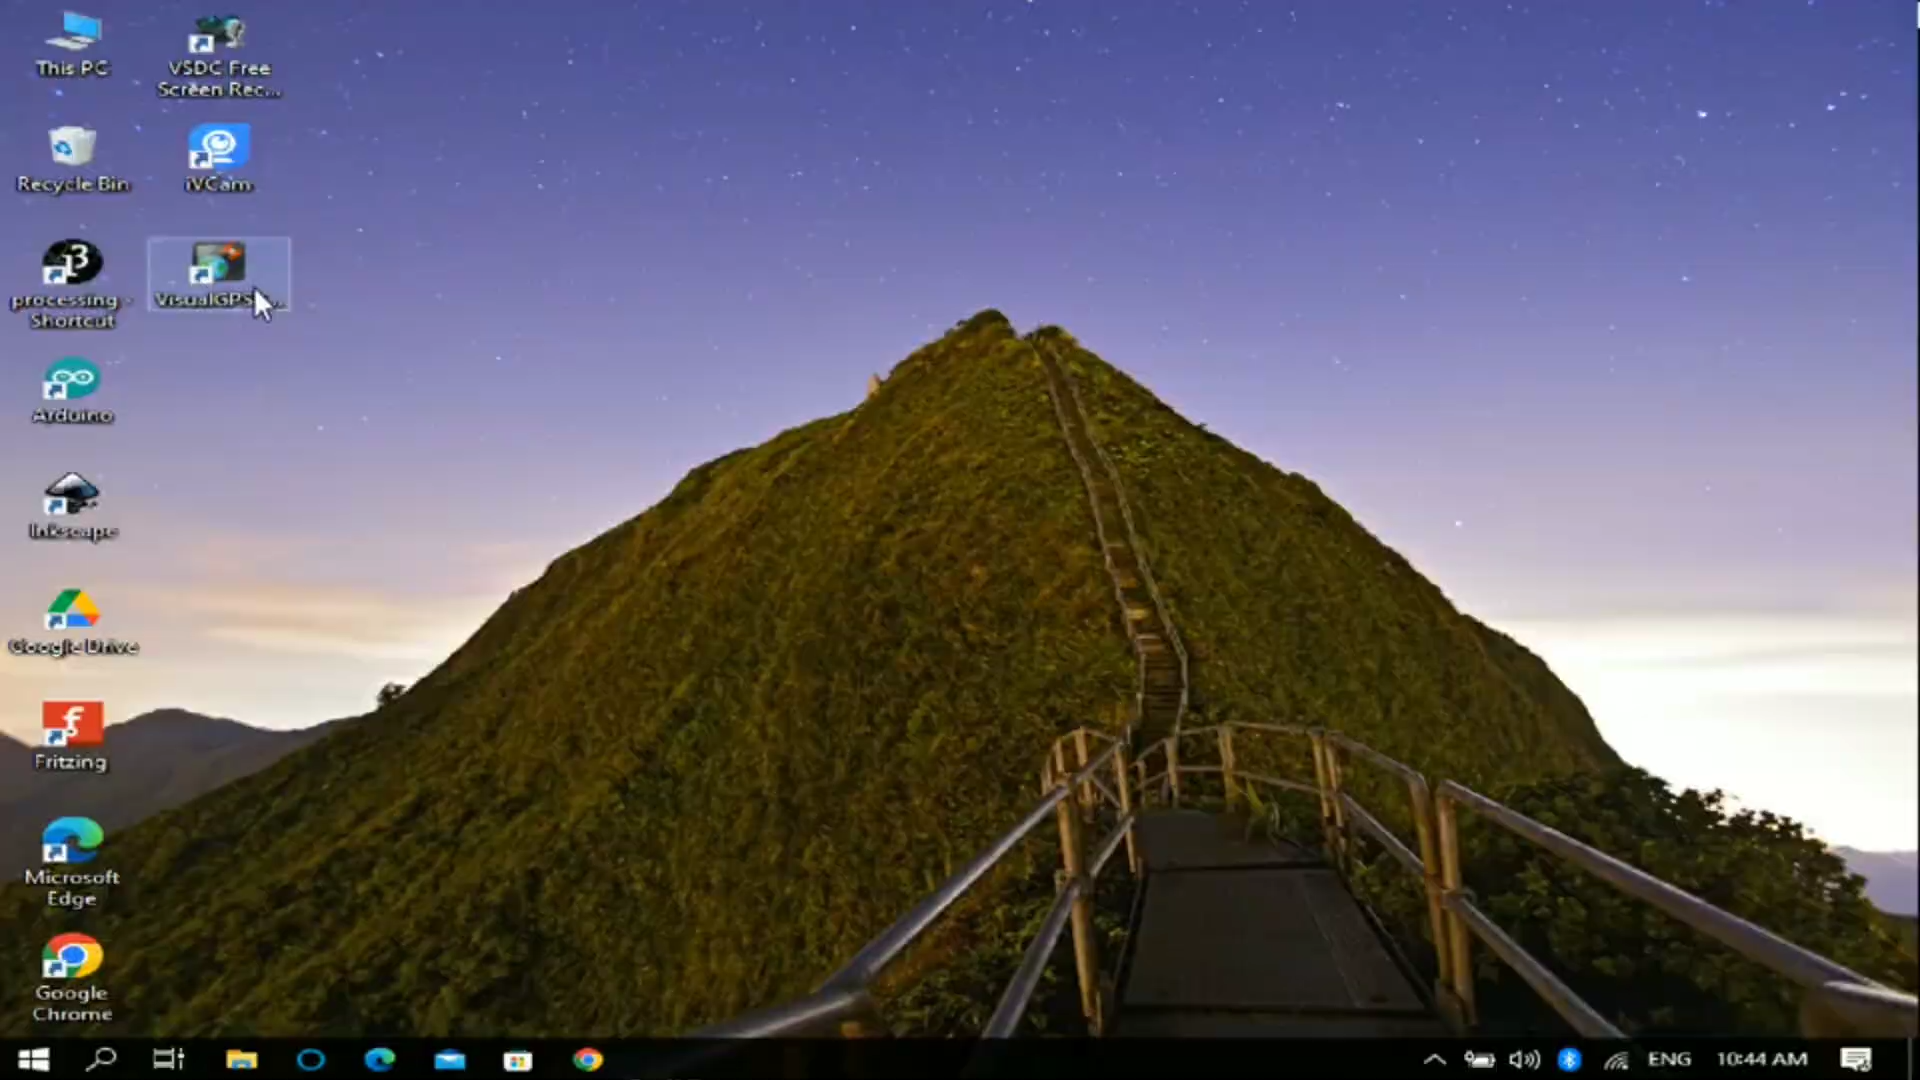 This PC
VSDC Free
Screen Rec...
Recycle Bin
iVCam
processing -
Shortcut
VisualGPS
Arduino
Inkscape
Google Drive
Fritzing
Microsoft
Edge
Google
Chrome
ENG
10:44 AM